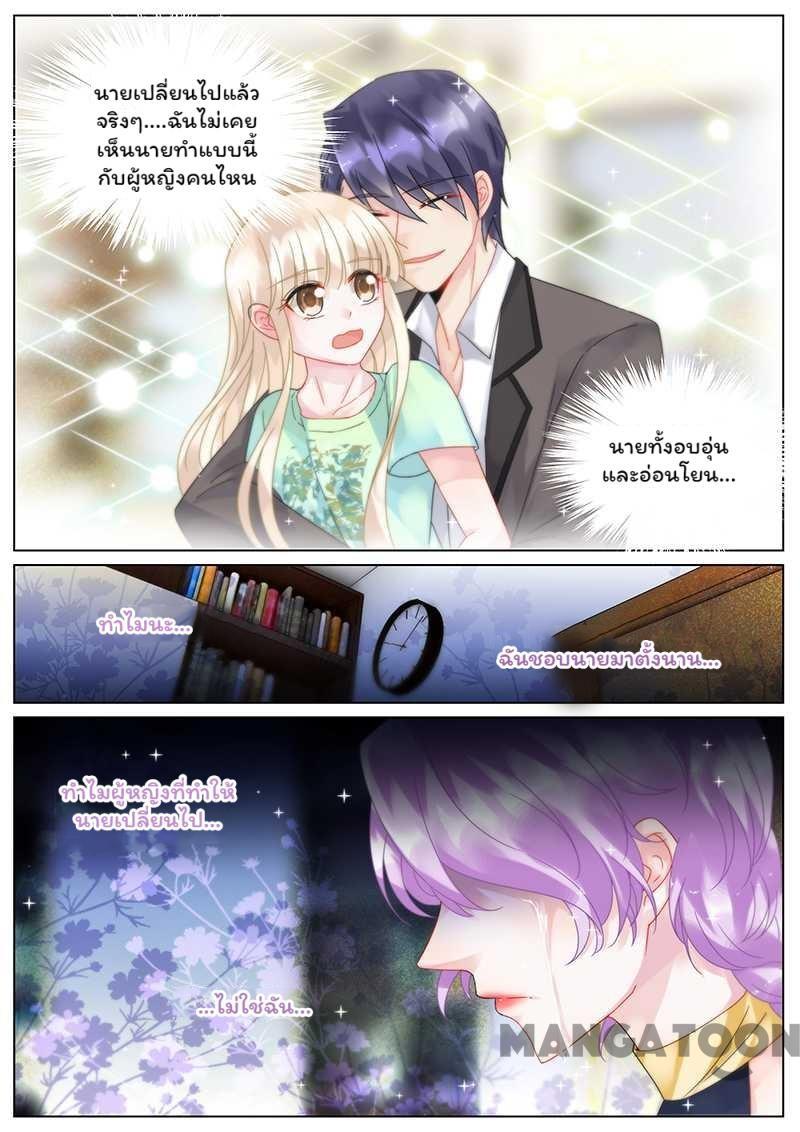 นายเปลี่ยนไปแล้ว
จริงๆ....ฉันไม่เคย
เห็นนายทำแบบนี้
กับผู้หญิงคนไหน
นายทั้งอบอุ่น
และอ่อนโยน...
ทำไมนะ...
ฉันชอบนายมาตั้งนาน...
ทำไมผู้หญิงที่ทำให้
นายเปลี่ยนไป...
...ไม่ใช่ฉัน
MANGATOON